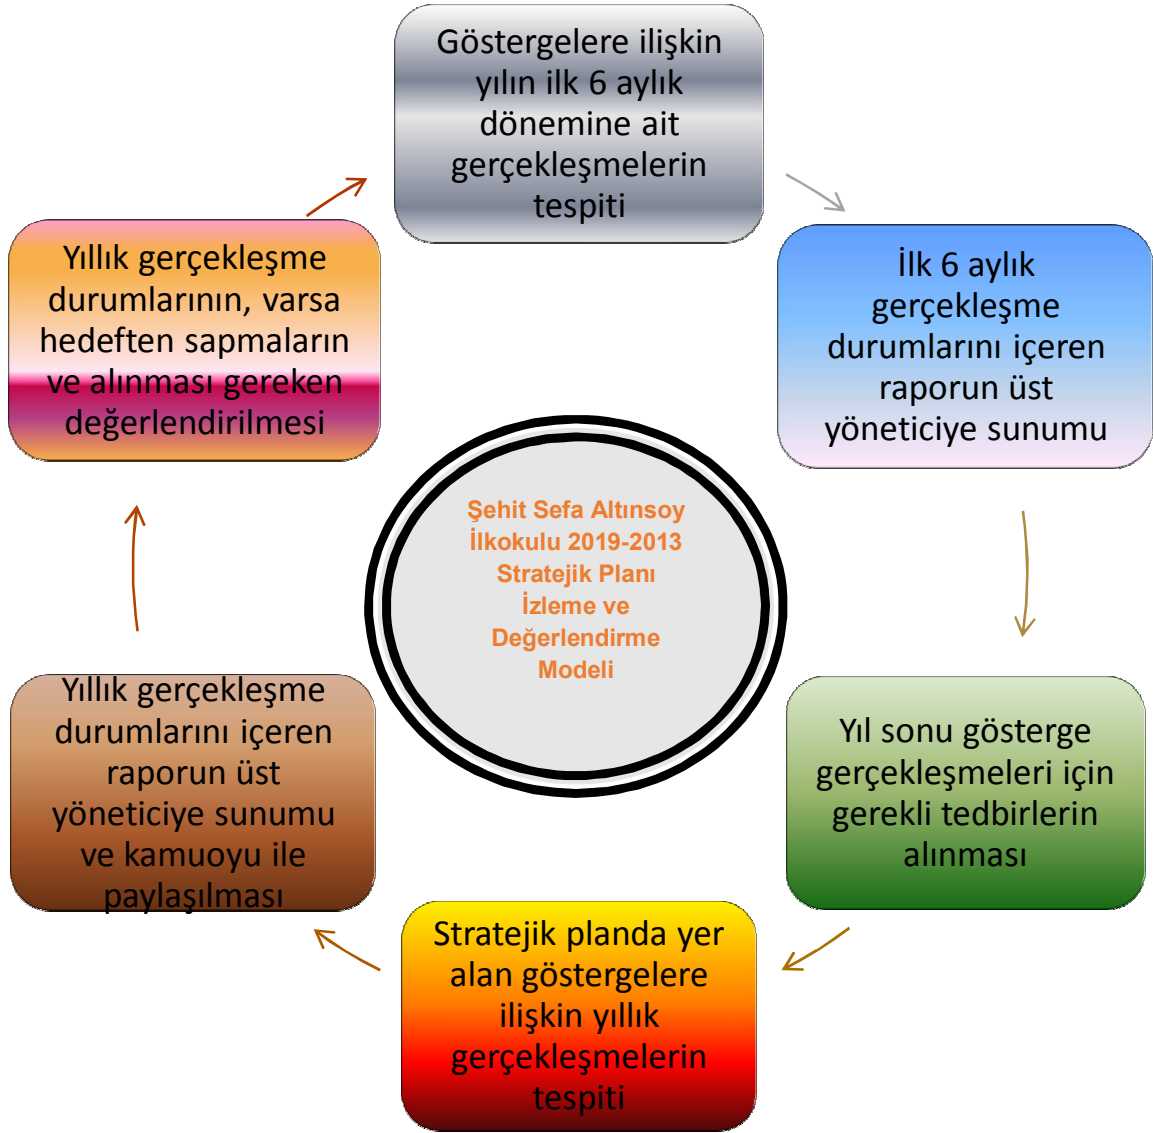 Göstergelere ilişkin
yılın ilk 6 aylık
dönemine ait
gerçekleşmelerin
tespiti
İlk 6 aylık
gerçekleşme
durumlarını içeren
raporun üst
yöneticiye sunumu
Yıl sonu gösterge
gerçekleşmeleri için
gerekli tedbirlerin
alınması
Stratejik planda yer
alan göstergelere
ilişkin yıllık
gerçekleşmelerin
tespiti
Yıllık gerçekleşme
durumlarını içeren
raporun üst
yöneticiye sunumu
ve kamuoyu ile
paylaşılması
Yıllık gerçekleşme
durumlarının, varsa
hedeften sapmaların
ve alınması gereken
değerlendirilmesi
Şehit Sefa Altınsoy
İlkokulu 2019-2013
Stratejik Planı
İzleme ve
Değerlendirme
Modeli